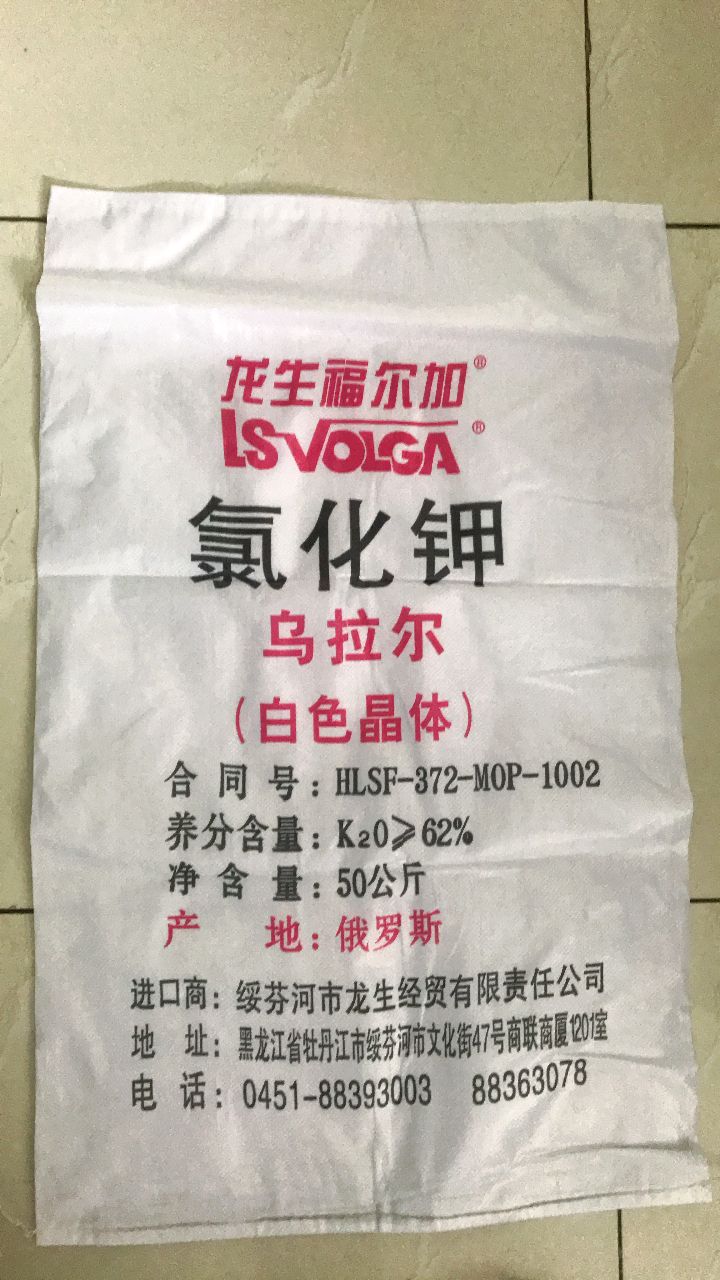 龙生福尔加®
LSVOLGA®
氯化钾
乌拉尔
(白色晶体)
合同号：HLSF-372-MOP-1002
养分含量：K₂O≥62%
净含量：50公斤
产地：俄罗斯
进口商：绥芬河市龙生经贸有限责任公司
地址：黑龙江省牡丹江市绥芬河市文化街47号商联商厦1201室
电话：0451-88393003 88363078